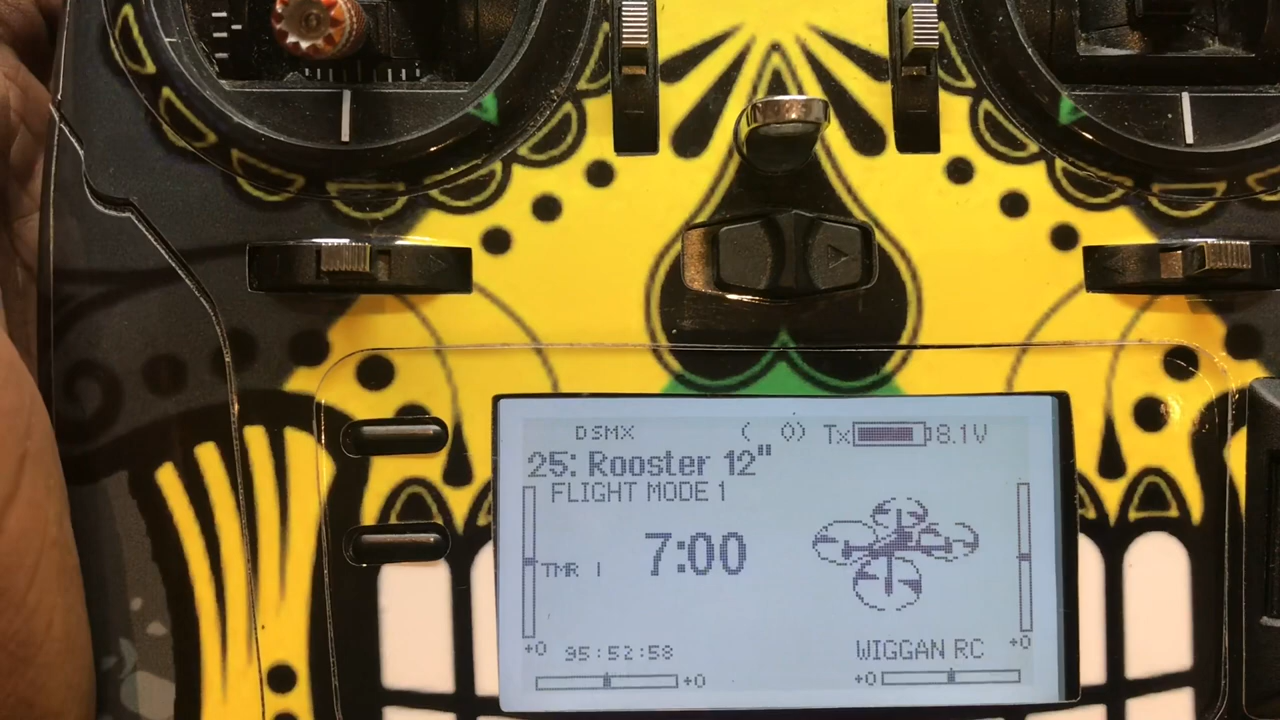 DSMX ( 0) Tx 8.1V
25: Rooster 12"
FLIGHT MODE 1
TMR 1 7:00
+0 +0
95:52:58 WIGGAN RC
+0 +0